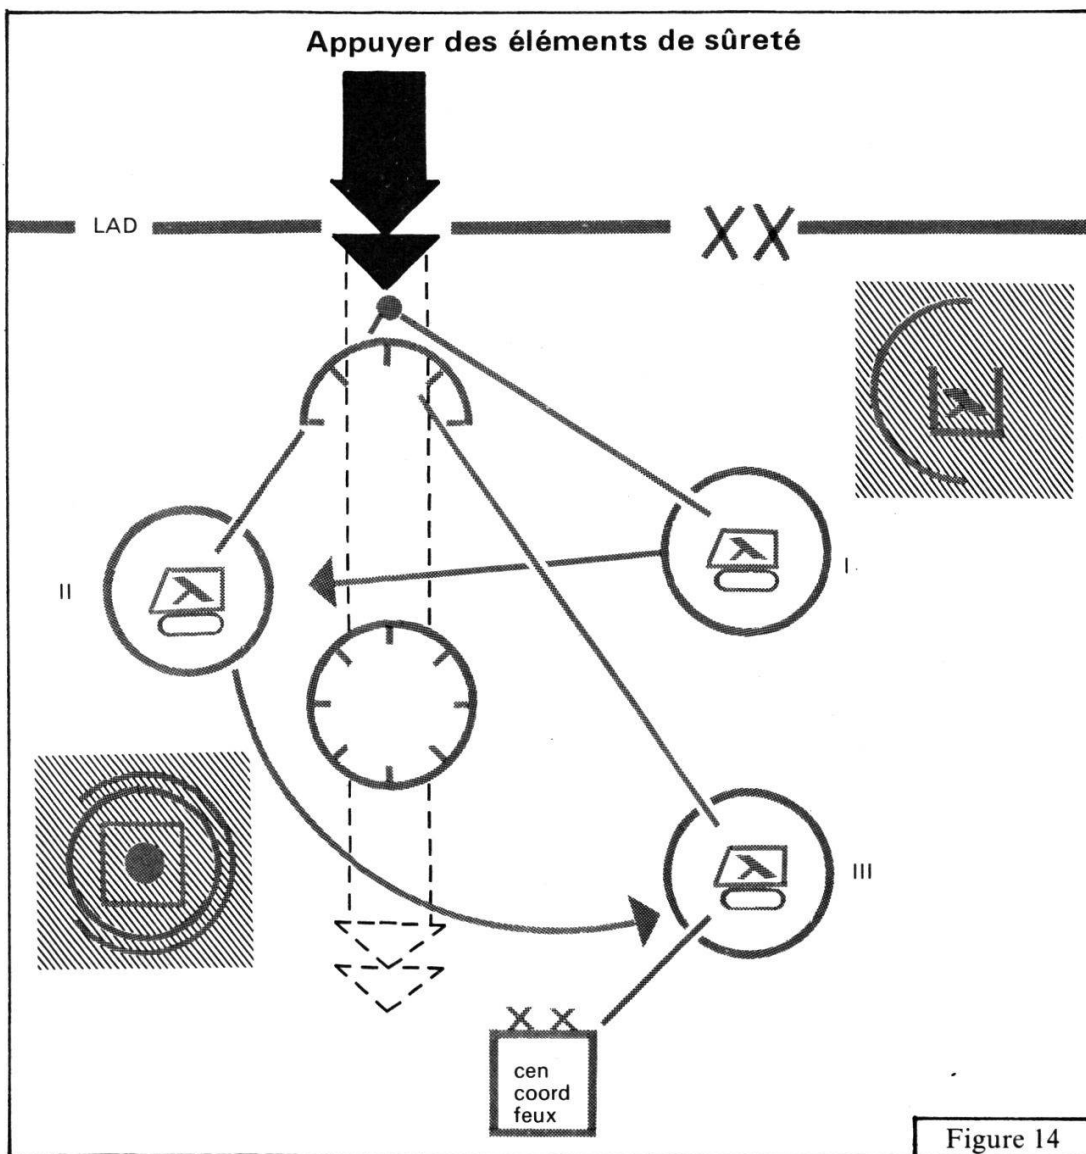 Appuyer des éléments de sûreté
LAD
XX
I
II
III
XX
cen
coord
feux
Figure 14